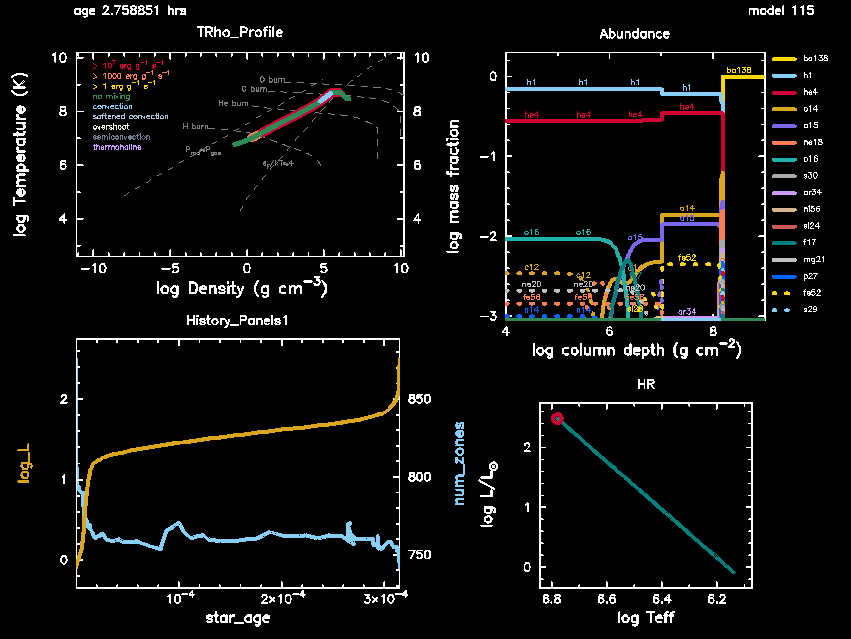 age 2.758851 hrs
model 115
TRho_Profile
> 10⁷ erg g⁻¹ s⁻¹
> 1000 erg g⁻¹ s⁻¹
> 1 erg g⁻¹ s⁻¹
no mixing
convection
softened convection
overshoot
semiconvection
thermohaline
O burn
C burn
He burn
H burn
10
8
6
4
10
8
6
4
log Temperature (K)
−10
−5
0
5
10
log Density (g cm⁻³)
Abundance
0
−1
−2
−3
log mass fraction
4
6
8
log column depth (g cm⁻²)
ba138
h1
h1
h1
h1
he4
he4
he4
he4
o14
o15
o16
o16
o15
c12
c12
fe52
ne20
ne20
ne20
fe56
fe56
n14
ar34
ba138
h1
he4
o14
o15
ne18
o16
s30
ar34
ni56
si24
f17
mg21
p27
fe52
s29
History_Panels1
2
1
0
log_L
850
800
750
num_zones
10⁻⁴
2×10⁻⁴
3×10⁻⁴
star_age
HR
2
1
0
log L/L☉
6.8
6.6
6.4
6.2
log Teff